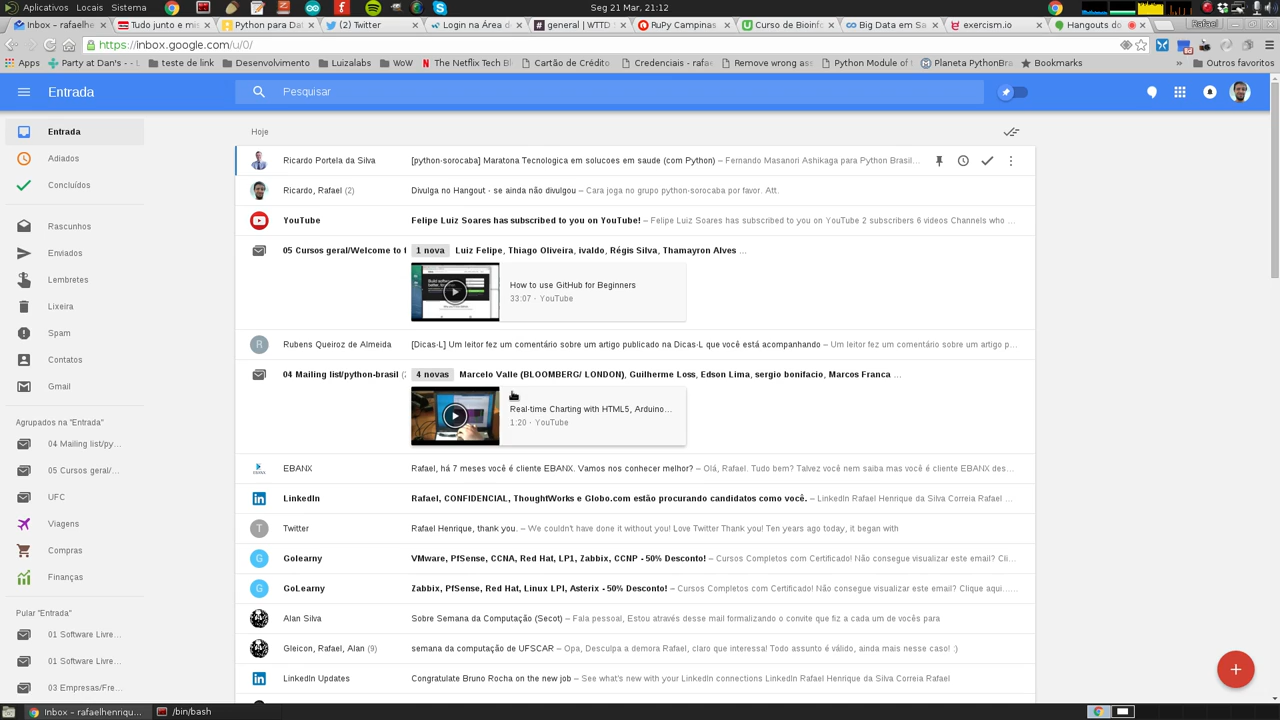 Aplicativos Locais Sistema Seg 21 Mar, 21:12
Inbox – rafaelhen Tudo junto e mis Python para Dat (2) Twitter Login na Área d # general | WTTD S RuPy Campinas Curso de Bioinfo Big Data em Sa exercism.io Hangouts do Rafael
https://inbox.google.com/u/0/
Apps Party at Dan's - teste de link Desenvolvimento Luizalabs WoW The Netflix Tech Bl Cartão de Crédito Credenciais - rafae Remove wrong ass Python Module of t Planeta PythonBra Bookmarks » Outros favoritos
Entrada Pesquisar
Entrada
Adiados
Concluídos
Rascunhos
Enviados
Lembretes
Lixeira
Spam
Contatos
Gmail
Agrupados na "Entrada"
04 Mailing list/py...
05 Cursos geral/...
UFC
Viagens
Compras
Finanças
Pular "Entrada"
01 Software Livre...
01 Software Livre...
03 Empresas/Fre...
Hoje
Ricardo Portela da Silva [python-sorocaba] Maratona Tecnologica em solucoes em saude (com Python) – Fernando Masanori Ashikaga para Python Brasil...
Ricardo, Rafael (2) Divulga no Hangout - se ainda não divulgou – Cara joga no grupo python-sorocaba por favor. Att.
YouTube Felipe Luiz Soares has subscribed to you on YouTube! – Felipe Luiz Soares has subscribed to you on YouTube 2 subscribers 6 videos Channels who ...
05 Cursos geral/Welcome to t 1 nova Luiz Felipe, Thiago Oliveira, ivaldo, Régis Silva, Thamayron Alves ...
How to use GitHub for Beginners
33:07 · YouTube
R Rubens Queiroz de Almeida [Dicas-L] Um leitor fez um comentário sobre um artigo publicado na Dicas-L que você está acompanhando – Um leitor fez um comentário sobre um artigo p...
04 Mailing list/python-brasil (2 4 novas Marcelo Valle (BLOOMBERG/ LONDON), Guilherme Loss, Edson Lima, sergio bonifacio, Marcos Franca ...
Real-time Charting with HTML5, Arduino...
1:20 · YouTube
EBANX Rafael, há 7 meses você é cliente EBANX. Vamos nos conhecer melhor? – Olá, Rafael. Tudo bem? Talvez você nem saiba mas você é cliente EBANX des...
LinkedIn Rafael, CONFIDENCIAL, ThoughtWorks e Globo.com estão procurando candidatos como você. – LinkedIn Rafael Henrique da Silva Correia Rafael ...
T Twitter Rafael Henrique, thank you. – We couldn't have done it without you! Love Twitter Thank you! Ten years ago today, it began with
G Golearny VMware, PfSense, CCNA, Red Hat, LP1, Zabbix, CCNP - 50% Desconto! – Cursos Completos com Certificado! Não consegue visualizar este email? Cli...
G GoLearny Zabbix, PfSense, Red Hat, Linux LPI, Asterix - 50% Desconto! – Cursos Completos com Certificado! Não consegue visualizar este email? Clique aqui......
Alan Silva Sobre Semana da Computação (Secot) – Fala pessoal, Estou através desse mail formalizando o convite que fiz a cada um de vocês para
Gleicon, Rafael, Alan (9) semana da computação de UFSCAR – Opa, Desculpa a demora Rafael, claro que interessa! Todo assunto é válido, ainda mais nesse caso! :)
LinkedIn Updates Congratulate Bruno Rocha on the new job – See what's new with your LinkedIn connections LinkedIn Rafael Henrique da Silva Correia Rafael
Inbox – rafaelhenriqu... /bin/bash